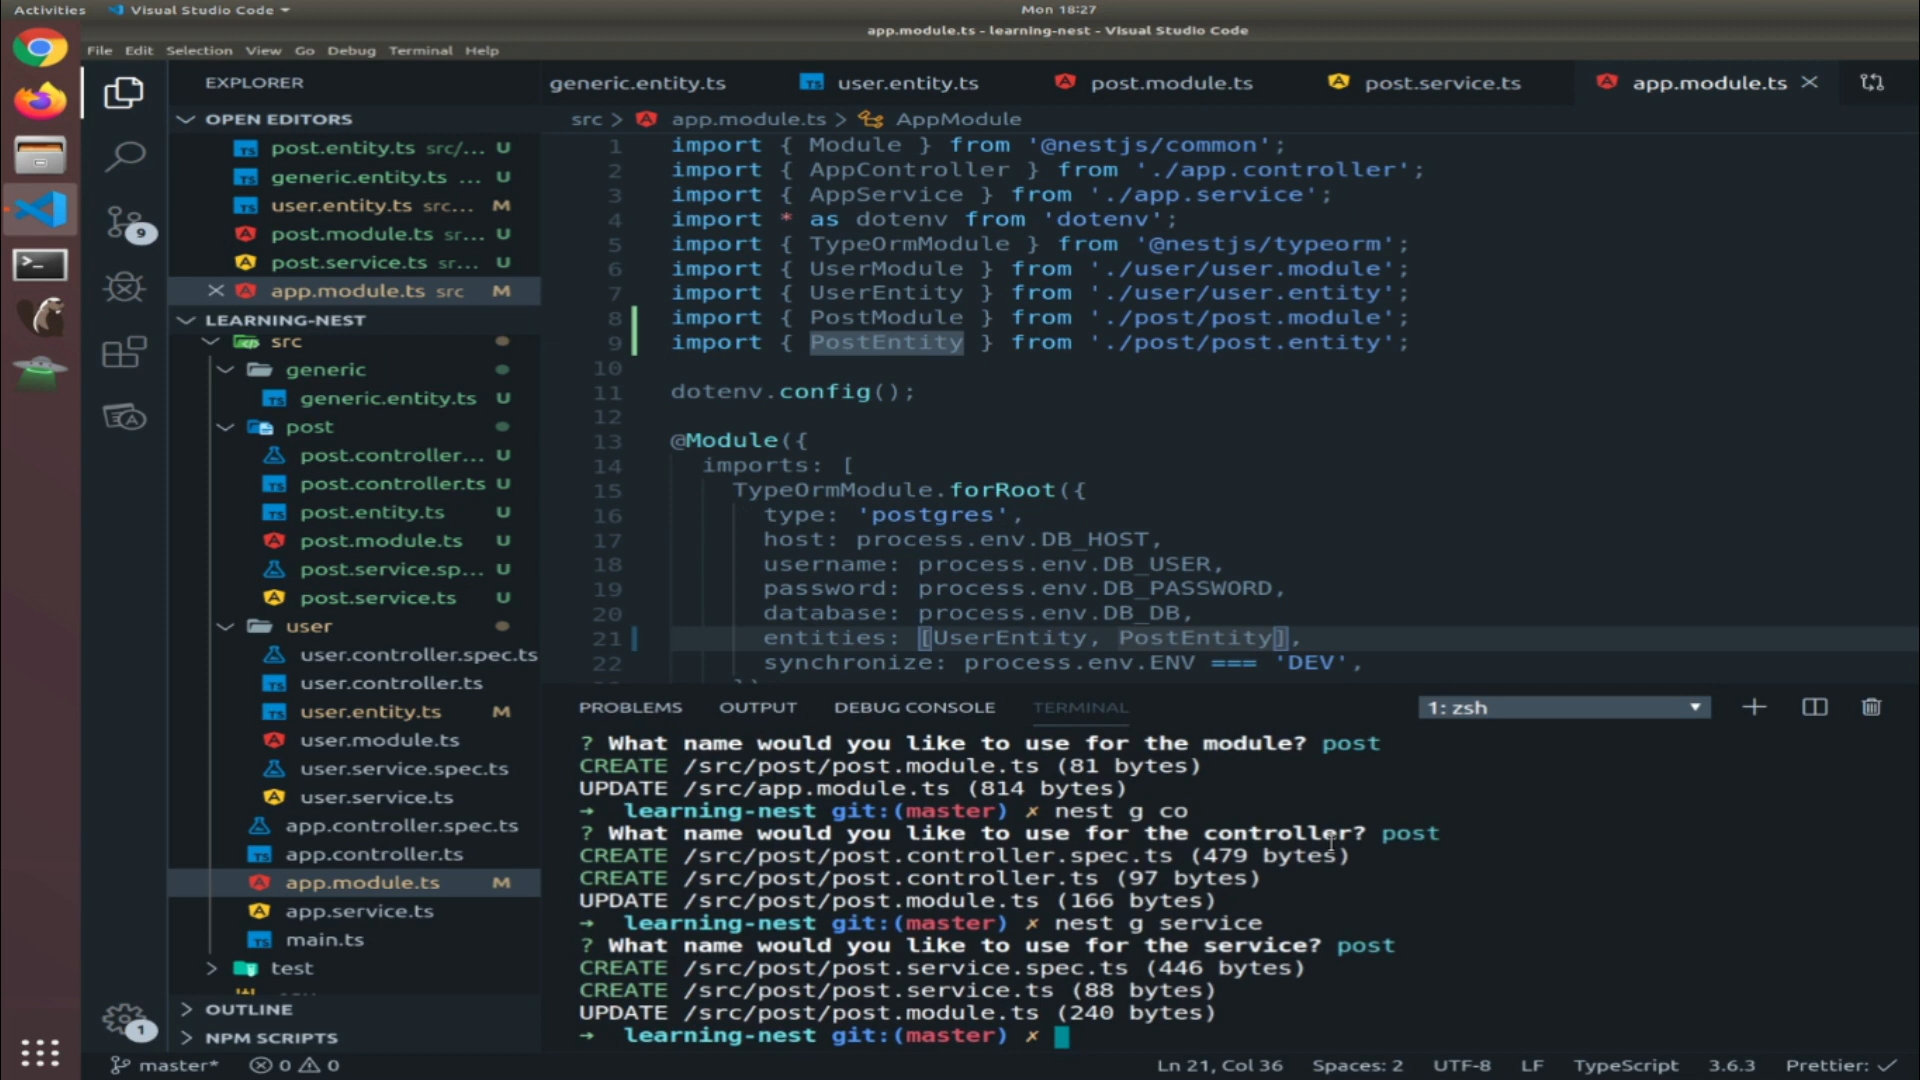 Activities
Visual Studio Code
Mon 18:27
app.module.ts - learning-nest - Visual Studio Code
File Edit Selection View Go Debug Terminal Help
EXPLORER
OPEN EDITORS
post.entity.ts src/... U
generic.entity.ts ... U
user.entity.ts src... M
post.module.ts sr... U
post.service.ts sr... U
app.module.ts src M
LEARNING-NEST
src
generic
generic.entity.ts U
post
post.controller... U
post.controller.ts U
post.entity.ts U
post.module.ts U
post.service.sp... U
post.service.ts U
user
user.controller.spec.ts
user.controller.ts
user.entity.ts M
user.module.ts
user.service.spec.ts
user.service.ts
app.controller.spec.ts
app.controller.ts
app.module.ts M
app.service.ts
main.ts
test
OUTLINE
NPM SCRIPTS
9
1
generic.entity.ts
user.entity.ts
post.module.ts
post.service.ts
app.module.ts
src > app.module.ts > AppModule
1 import { Module } from '@nestjs/common';
2 import { AppController } from './app.controller';
3 import { AppService } from './app.service';
4 import * as dotenv from 'dotenv';
5 import { TypeOrmModule } from '@nestjs/typeorm';
6 import { UserModule } from './user/user.module';
7 import { UserEntity } from './user/user.entity';
8 import { PostModule } from './post/post.module';
9 import { PostEntity } from './post/post.entity';
10
11 dotenv.config();
12
13 @Module({
14 imports: [
15 TypeOrmModule.forRoot({
16 type: 'postgres',
17 host: process.env.DB_HOST,
18 username: process.env.DB_USER,
19 password: process.env.DB_PASSWORD,
20 database: process.env.DB_DB,
21 entities: [UserEntity, PostEntity],
22 synchronize: process.env.ENV === 'DEV',
PROBLEMS OUTPUT DEBUG CONSOLE TERMINAL
1: zsh
? What name would you like to use for the module? post
CREATE /src/post/post.module.ts (81 bytes)
UPDATE /src/app.module.ts (814 bytes)
→ learning-nest git:(master) ✗ nest g co
? What name would you like to use for the controller? post
CREATE /src/post/post.controller.spec.ts (479 bytes)
CREATE /src/post/post.controller.ts (97 bytes)
UPDATE /src/post/post.module.ts (166 bytes)
→ learning-nest git:(master) ✗ nest g service
? What name would you like to use for the service? post
CREATE /src/post/post.service.spec.ts (446 bytes)
CREATE /src/post/post.service.ts (88 bytes)
UPDATE /src/post/post.module.ts (240 bytes)
→ learning-nest git:(master) ✗
master* 0 0
Ln 21, Col 36 Spaces: 2 UTF-8 LF TypeScript 3.6.3 Prettier: ✓